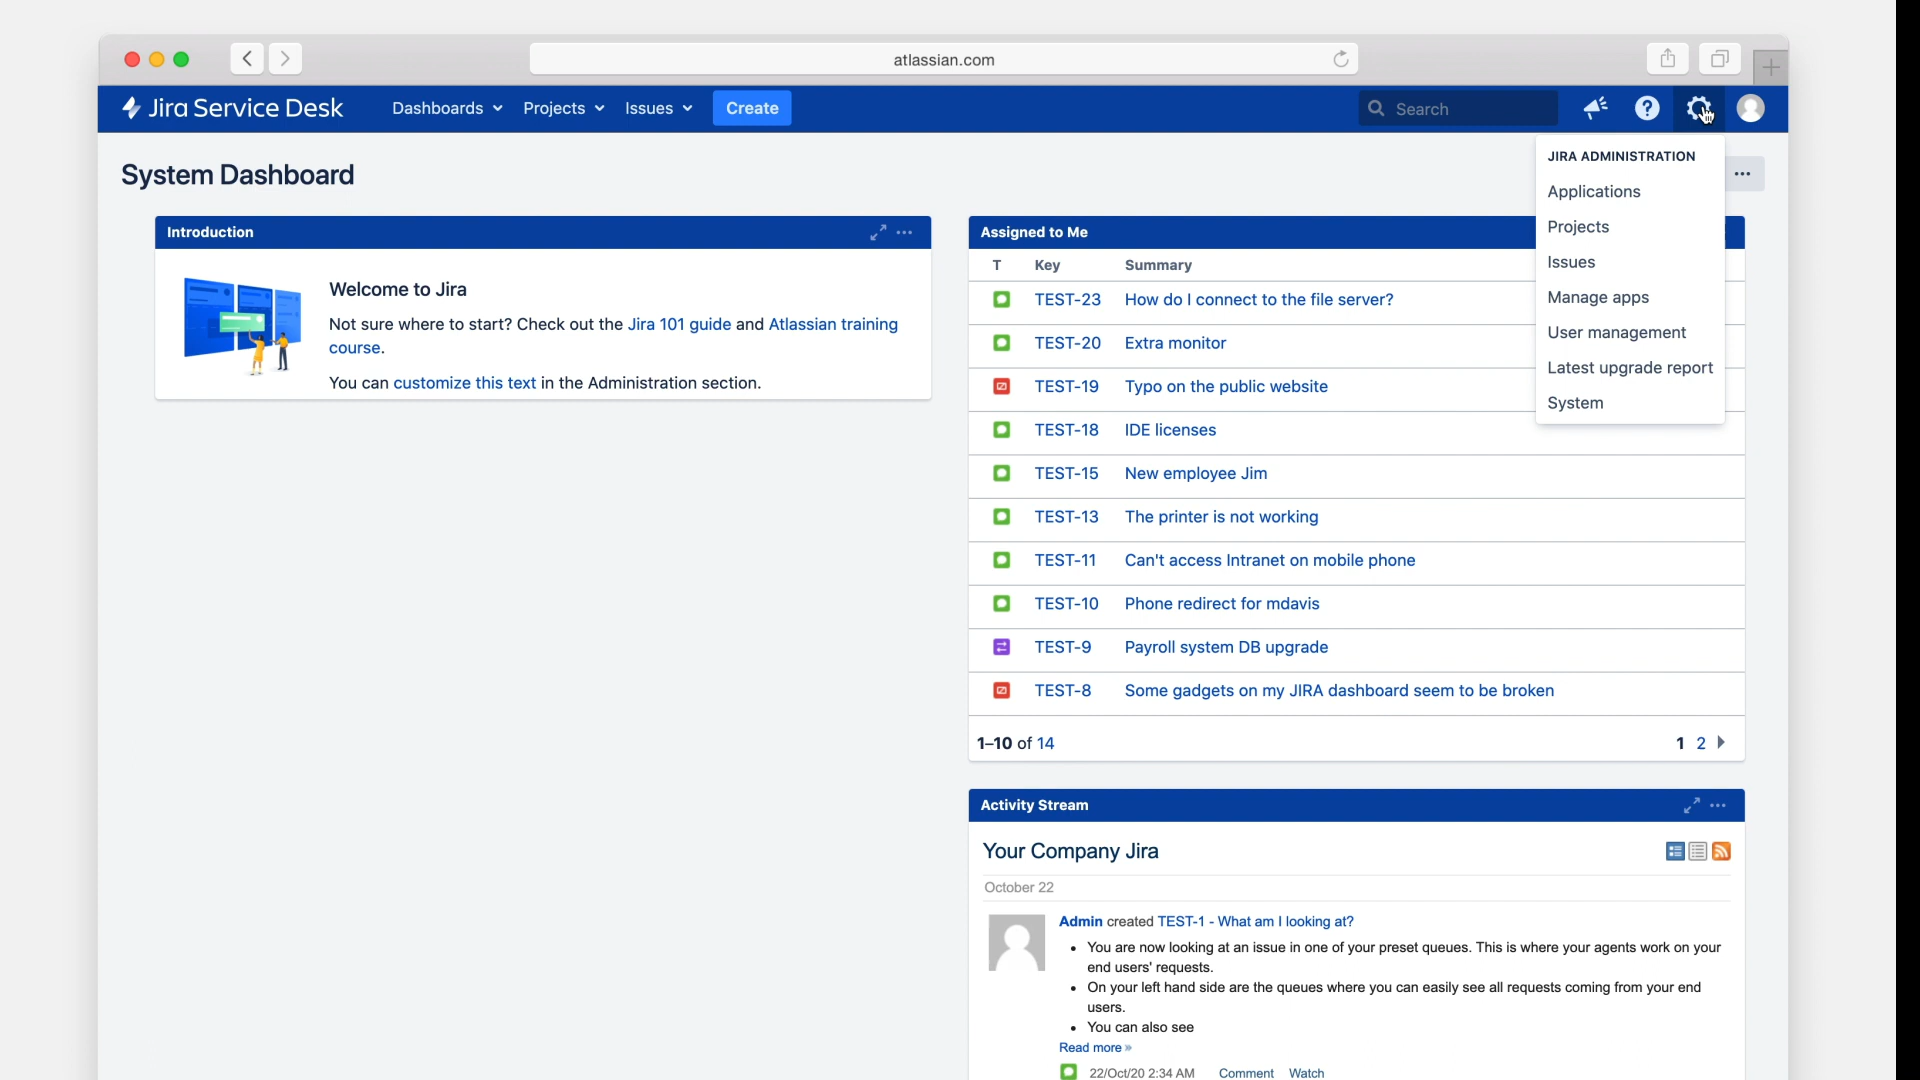 atlassian.com
Jira Service Desk Dashboards Projects Issues Create Search
System Dashboard
Introduction
Welcome to Jira
Not sure where to start? Check out the Jira 101 guide and Atlassian training
course.
You can customize this text in the Administration section.
JIRA ADMINISTRATION
Applications
Projects
Issues
Manage apps
User management
Latest upgrade report
System
Assigned to Me
T Key Summary
TEST-23 How do I connect to the file server?
TEST-20 Extra monitor
TEST-19 Typo on the public website
TEST-18 IDE licenses
TEST-15 New employee Jim
TEST-13 The printer is not working
TEST-11 Can't access Intranet on mobile phone
TEST-10 Phone redirect for mdavis
TEST-9 Payroll system DB upgrade
TEST-8 Some gadgets on my JIRA dashboard seem to be broken
1–10 of 14 1 2
Activity Stream
Your Company Jira
October 22
Admin created TEST-1 - What am I looking at?
• You are now looking at an issue in one of your preset queues. This is where your agents work on your
end users' requests.
• On your left hand side are the queues where you can easily see all requests coming from your end
users.
• You can also see
Read more »
22/Oct/20 2:34 AM Comment Watch